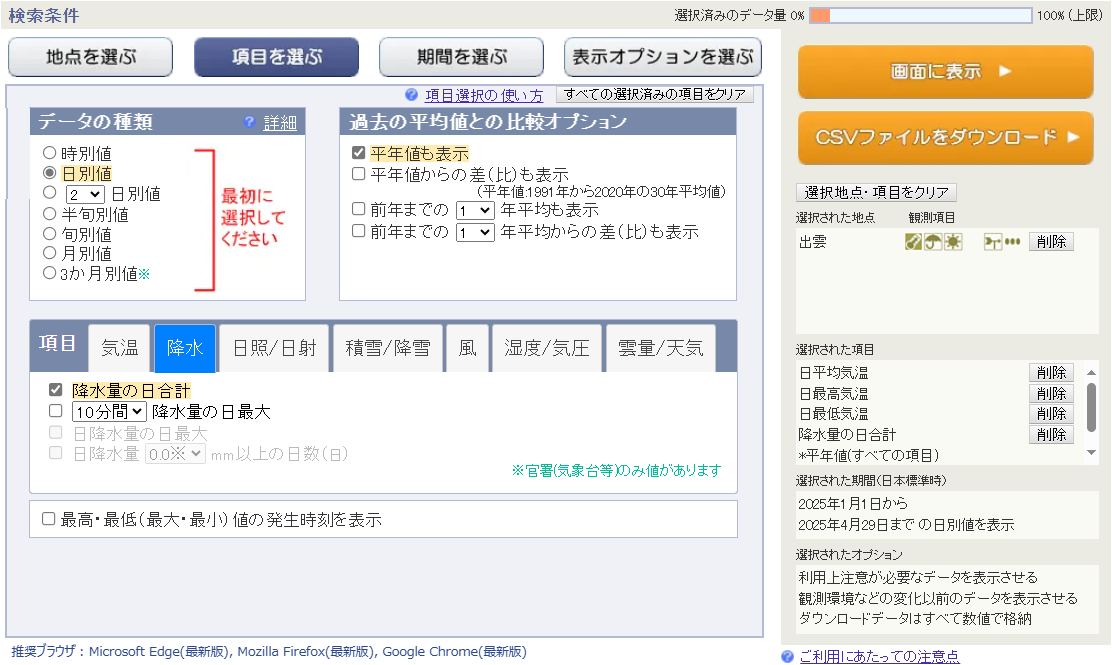 検索条件
選択済みのデータ量 0% 100%(上限)
地点を選ぶ 項目を選ぶ 期間を選ぶ 表示オプションを選ぶ
項目選択の使い方 すべての選択済みの項目をクリア
データの種類 詳細
時別値
日別値
2 日別値
半旬別値
旬別値
月別値
3か月別値※
最初に
選択して
ください
過去の平均値との比較オプション
平年値も表示
平年値からの差(比)も表示
(平年値:1991年から2020年の30年平均値)
前年までの 1 年平均も表示
前年までの 1 年平均からの差(比)も表示
項目 気温 降水 日照/日射 積雪/降雪 風 湿度/気圧 雲量/天気
降水量の日合計
10分間 降水量の日最大
日降水量の日最大
日降水量 0.0※ mm以上の日数(日)
※官署(気象台等)のみ値があります
最高・最低(最大・最小)値の発生時刻を表示
画面に表示
CSVファイルをダウンロード
選択地点・項目をクリア
選択された地点 観測項目
出雲 削除
選択された項目
日平均気温 削除
日最高気温 削除
日最低気温 削除
降水量の日合計 削除
*平年値(すべての項目)
選択された期間(日本標準時)
2025年1月1日から
2025年4月29日までの日別値を表示
選択されたオプション
利用上注意が必要なデータを表示させる
観測環境などの変化以前のデータを表示させる
ダウンロードデータはすべて数値で格納
推奨ブラウザ : Microsoft Edge(最新版), Mozilla Firefox(最新版), Google Chrome(最新版)
ご利用にあたっての注意点